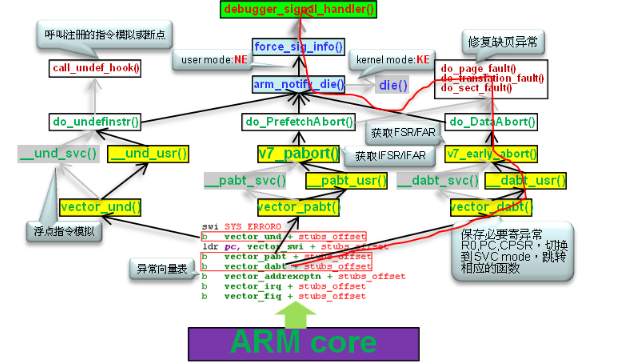 debugger_signal_handler()
呼叫注册的指令模拟或断点
force_sig_info()
修复缺页异常
user mode:NE
kernel mode: KE
call_undef_hook()
arm_notify_die()
die()
do_page_fault()
do_translation_fault()
do_sect_fault()
do_undefinstr()
do_PrefetchAbort()
do_DataAbort()
获取FSR/FAR
__und_svc()
__und_usr()
v7_pabort()
获取IFSR/IFAR
v7_early_abort()
__pabt_svc()
__pabt_usr()
__dabt_svc()
__dabt_usr()
vector_und()
vector_pabt()
vector_dabt()
浮点指令模拟
swi SYS_ERROR0
b vector_und + stubs_offset
ldr pc, vector_swi + stubs_offset
b vector_pabt + stubs_offset
b vector_dabt + stubs_offset
b vector_addrexcptn + stubs_offset
b vector_irq + stubs_offset
b vector_fiq + stubs_offset
异常向量表
保存必要寄异常
R0,PC,CPSR，切换
到SVC mode，跳转
相应的函数
ARM core